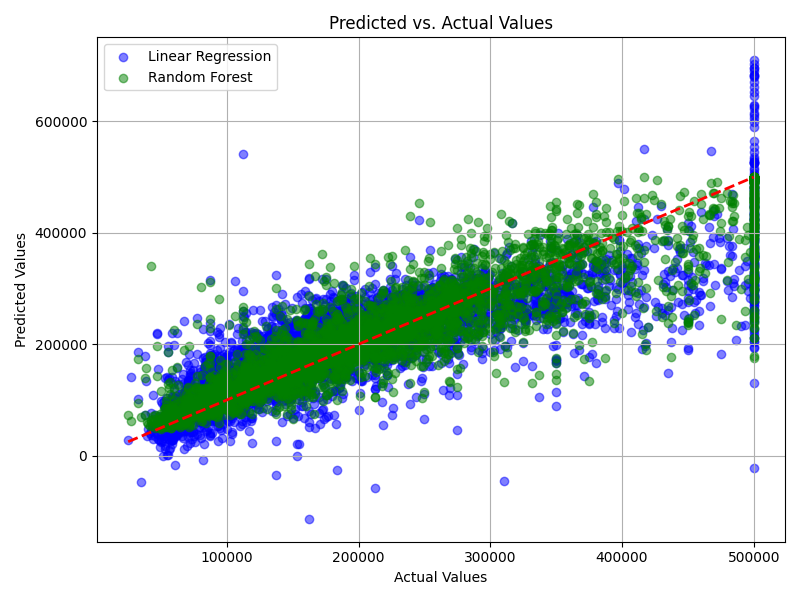 Predicted vs. Actual Values
Linear Regression
Random Forest
600000
400000
200000
0
Predicted Values
100000
200000
300000
400000
500000
Actual Values